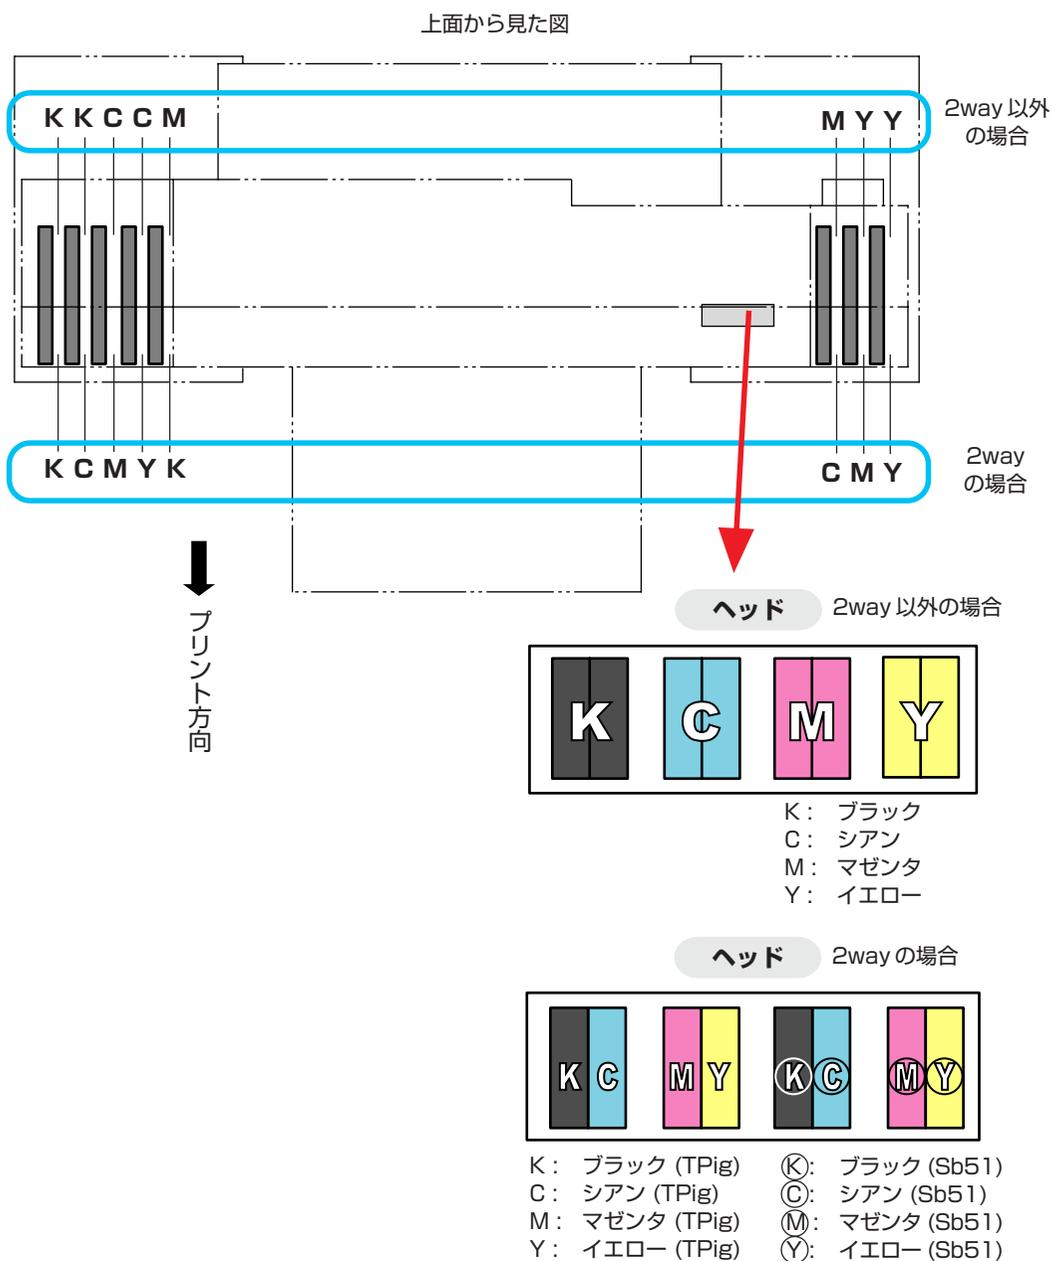 上面から見た図
K K C C M
M Y Y
2way 以外
の場合
K C M Y K
C M Y
2way
の場合
プリント方向
ヘッド 2way 以外の場合
K C M Y
K : ブラック
C : シアン
M : マゼンタ
Y : イエロー
ヘッド 2way の場合
K C M Y Ⓚ Ⓒ Ⓜ Ⓨ
K : ブラック (TPig) Ⓚ: ブラック (Sb51)
C : シアン (TPig) Ⓒ: シアン (Sb51)
M : マゼンタ (TPig) Ⓜ: マゼンタ (Sb51)
Y : イエロー (TPig) Ⓨ: イエロー (Sb51)